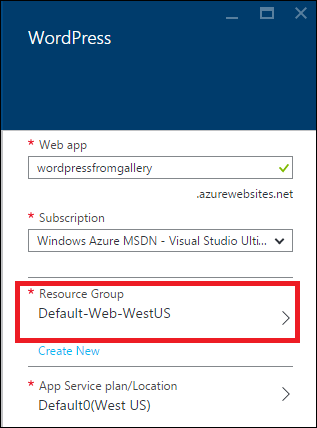 WordPress
* Web app
wordpressfromgallery
.azurewebsites.net
* Subscription
Windows Azure MSDN - Visual Studio Ulti...
* Resource Group
Default-Web-WestUS
Create New
* App Service plan/Location
Default0(West US)